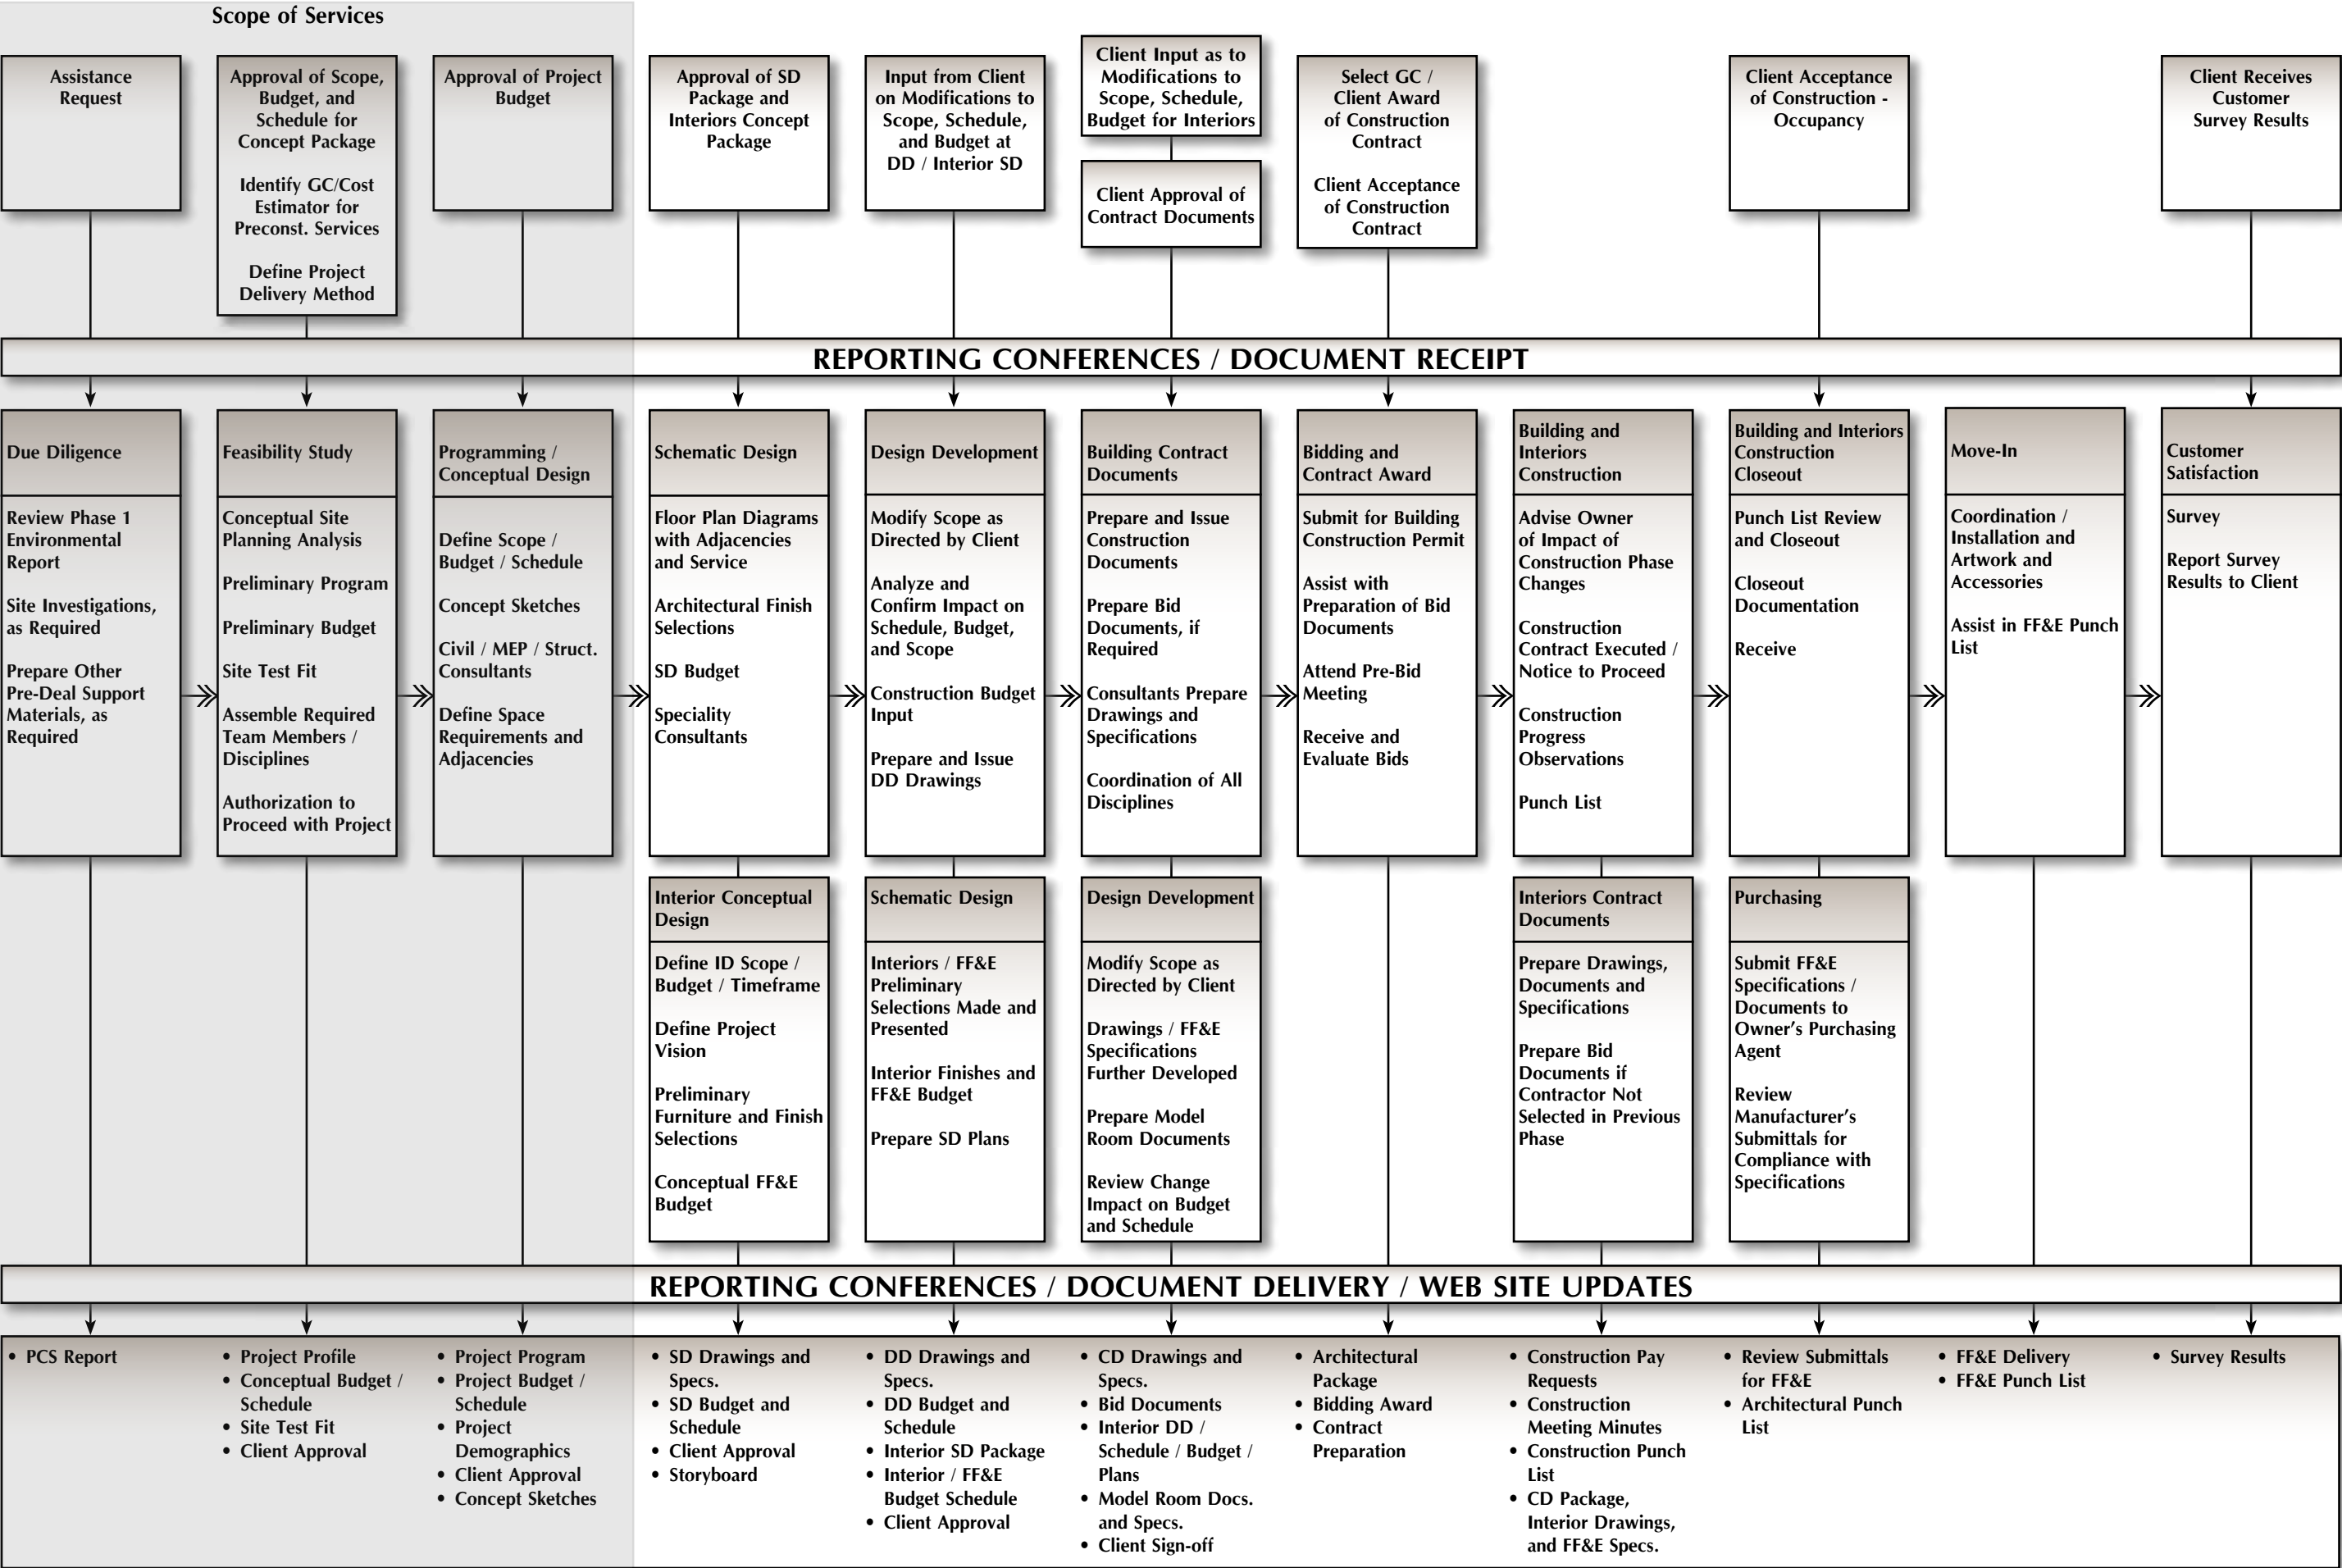 Scope of Services
Assistance
Request
Approval of Scope,
Budget, and
Schedule for
Concept Package
Identify GC/Cost
Estimator for
Preconst. Services
Define Project
Delivery Method
Approval of Project
Budget
Approval of SD
Package and
Interiors Concept
Package
Input from Client
on Modifications to
Scope, Schedule,
and Budget at
DD / Interior SD
Client Input as to
Modifications to
Scope, Schedule,
Budget for Interiors
Client Approval of
Contract Documents
Select GC /
Client Award
of Construction
Contract
Client Acceptance
of Construction
Contract
Client Acceptance
of Construction -
Occupancy
Client Receives
Customer
Survey Results
REPORTING CONFERENCES / DOCUMENT RECEIPT
Due Diligence
Review Phase 1
Environmental
Report
Site Investigations,
as Required
Prepare Other
Pre-Deal Support
Materials, as
Required
Feasibility Study
Conceptual Site
Planning Analysis
Preliminary Program
Preliminary Budget
Site Test Fit
Assemble Required
Team Members /
Disciplines
Authorization to
Proceed with Project
Programming /
Conceptual Design
Define Scope /
Budget / Schedule
Concept Sketches
Civil / MEP / Struct.
Consultants
Define Space
Requirements and
Adjacencies
Schematic Design
Floor Plan Diagrams
with Adjacencies
and Service
Architectural Finish
Selections
SD Budget
Speciality
Consultants
Design Development
Modify Scope as
Directed by Client
Analyze and
Confirm Impact on
Schedule, Budget,
and Scope
Construction Budget
Input
Prepare and Issue
DD Drawings
Building Contract
Documents
Prepare and Issue
Construction
Documents
Prepare Bid
Documents, if
Required
Consultants Prepare
Drawings and
Specifications
Coordination of All
Disciplines
Bidding and
Contract Award
Submit for Building
Construction Permit
Assist with
Preparation of Bid
Documents
Attend Pre-Bid
Meeting
Receive and
Evaluate Bids
Building and
Interiors
Construction
Advise Owner
of Impact of
Construction Phase
Changes
Construction
Contract Executed /
Notice to Proceed
Construction
Progress
Observations
Punch List
Building and Interiors
Construction
Closeout
Punch List Review
and Closeout
Closeout
Documentation
Receive
Move-In
Coordination /
Installation and
Artwork and
Accessories
Assist in FF&E Punch
List
Customer
Satisfaction
Survey
Report Survey
Results to Client
Interior Conceptual
Design
Define ID Scope /
Budget / Timeframe
Define Project
Vision
Preliminary
Furniture and Finish
Selections
Conceptual FF&E
Budget
Schematic Design
Interiors / FF&E
Preliminary
Selections Made and
Presented
Interior Finishes and
FF&E Budget
Prepare SD Plans
Design Development
Modify Scope as
Directed by Client
Drawings / FF&E
Specifications
Further Developed
Prepare Model
Room Documents
Review Change
Impact on Budget
and Schedule
Interiors Contract
Documents
Prepare Drawings,
Documents and
Specifications
Prepare Bid
Documents if
Contractor Not
Selected in Previous
Phase
Purchasing
Submit FF&E
Specifications /
Documents to
Owner's Purchasing
Agent
Review
Manufacturer's
Submittals for
Compliance with
Specifications
REPORTING CONFERENCES / DOCUMENT DELIVERY / WEB SITE UPDATES
• PCS Report
• Project Profile
• Conceptual Budget /
Schedule
• Site Test Fit
• Client Approval
• Project Program
• Project Budget /
Schedule
• Project
Demographics
• Client Approval
• Concept Sketches
• SD Drawings and
Specs.
• SD Budget and
Schedule
• Client Approval
• Storyboard
• DD Drawings and
Specs.
• DD Budget and
Schedule
• Interior SD Package
• Interior / FF&E
Budget Schedule
• Client Approval
• CD Drawings and
Specs.
• Bid Documents
• Interior DD /
Schedule / Budget /
Plans
• Model Room Docs.
and Specs.
• Client Sign-off
• Architectural
Package
• Bidding Award
• Contract
Preparation
• Construction Pay
Requests
• Construction
Meeting Minutes
• Construction Punch
List
• CD Package,
Interior Drawings,
and FF&E Specs.
• Review Submittals
for FF&E
• Architectural Punch
List
• FF&E Delivery
• FF&E Punch List
• Survey Results